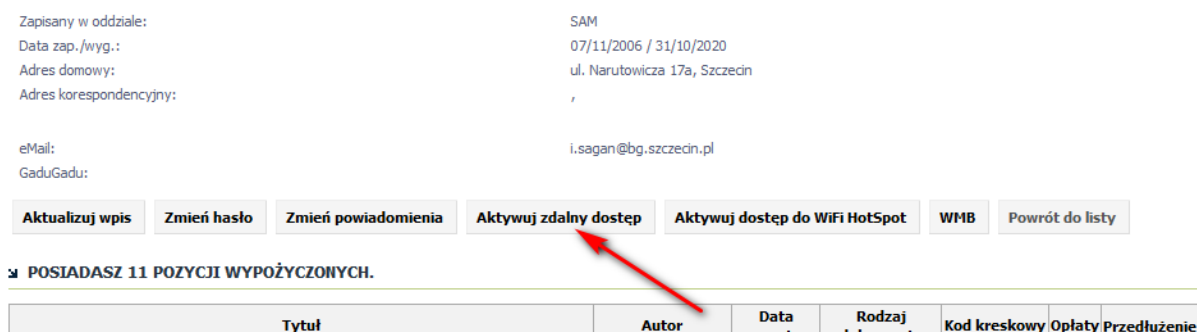 Zapisany w oddziale: SAM
Data zap./wyg.: 07/11/2006 / 31/10/2020
Adres domowy: ul. Narutowicza 17a, Szczecin
Adres korespondencyjny: ,
eMail: i.sagan@bg.szczecin.pl
GaduGadu:
Aktualizuj wpis Zmień hasło Zmień powiadomienia Aktywuj zdalny dostęp Aktywuj dostęp do WiFi HotSpot WMB Powrót do listy
POSIADASZ 11 POZYCJI WYPOŻYCZONYCH.
Tytuł Autor Data Rodzaj Kod kreskowy Opłaty Przedłużenie